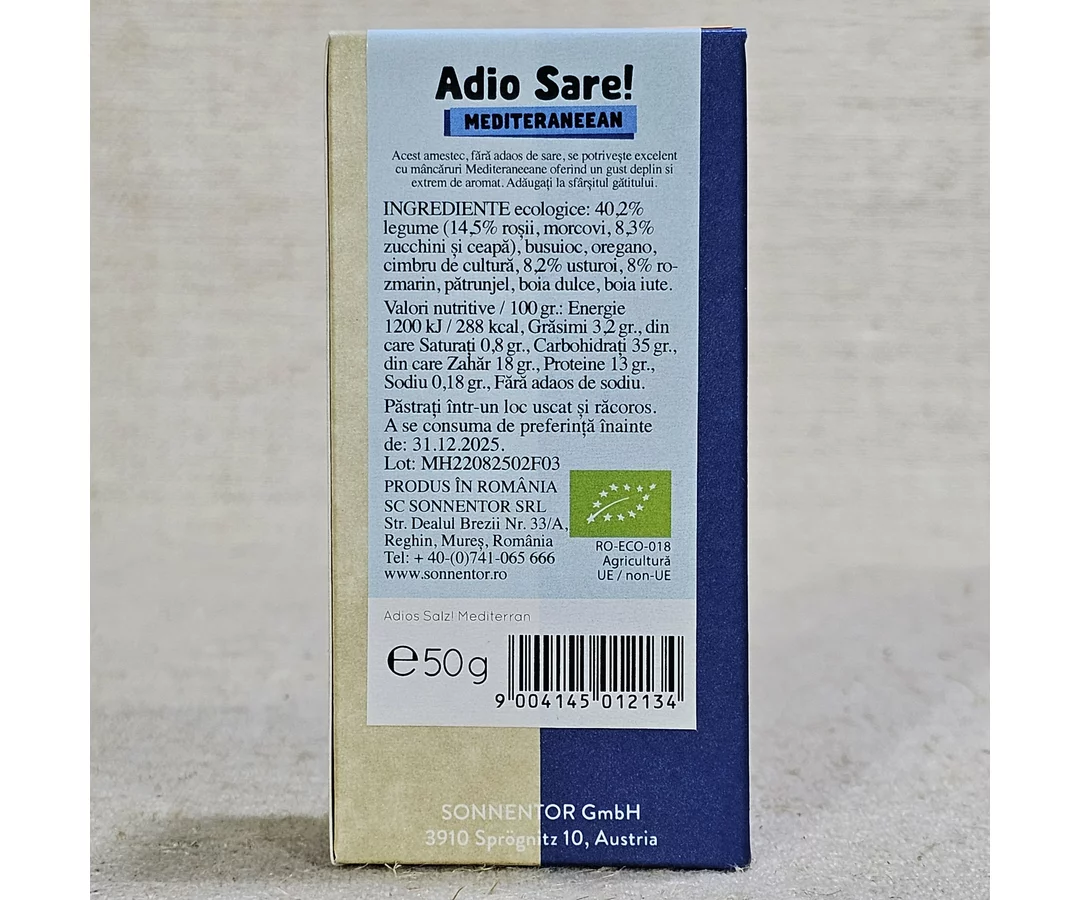 Adio Sare!
MEDITERANEEAN
Acest amestec, fără adaos de sare, se potrivește excelent
cu mâncăruri Mediteraneeane oferind un gust deplin si
extrem de aromat. Adăugați la sfârșitul gătitului.
INGREDIENTE ecologice: 40,2%
legume (14,5% roșii, morcovi, 8,3%
zucchini și ceapă), busuioc, oregano,
cimbru de cultură, 8,2% usturoi, 8% ro-
zmarin, pătrunjel, boia dulce, boia iute.
Valori nutritive / 100 gr.: Energie
1200 kJ / 288 kcal, Grăsimi 3,2 gr., din
care Saturați 0,8 gr., Carbohidrați 35 gr.,
din care Zahăr 18 gr., Proteine 13 gr.,
Sodiu 0,18 gr., Fără adaos de sodiu.
Păstrați într-un loc uscat și răcoros.
A se consuma de preferință înainte
de: 31.12.2025.
Lot: MH22082502F03
PRODUS ÎN ROMÂNIA
SC SONNENTOR SRL
Str. Dealul Brezii Nr. 33/A,
Reghin, Mureș, România
Tel: + 40-(0)741-065 666
www.sonnentor.ro
RO-ECO-018
Agricultură
UE / non-UE
Adios Salz! Mediterran
e50g
9 004145 012134
SONNENTOR GmbH
3910 Sprögnitz 10, Austria